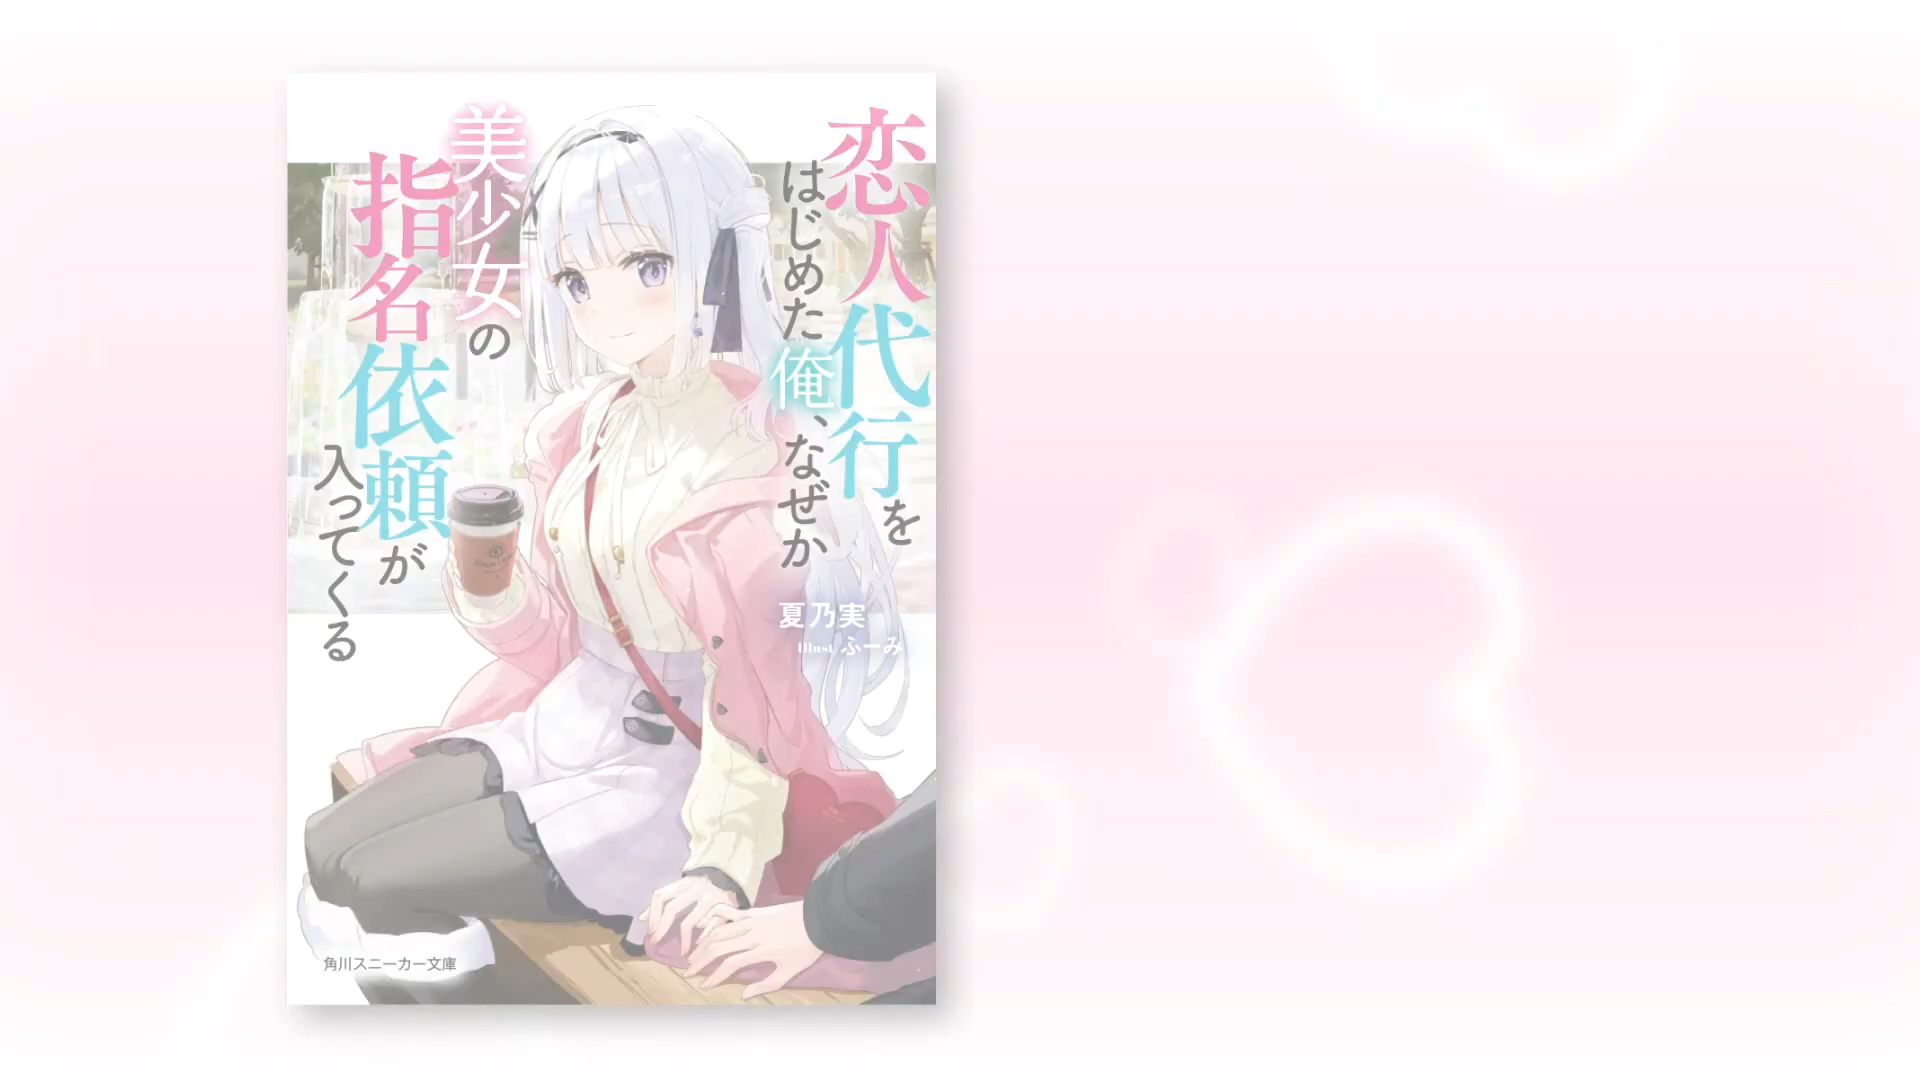 恋人代行を
はじめた俺、なぜか
美少女の
指名依頼が
入ってくる
夏乃実
Illust ふーみ
角川スニーカー文庫